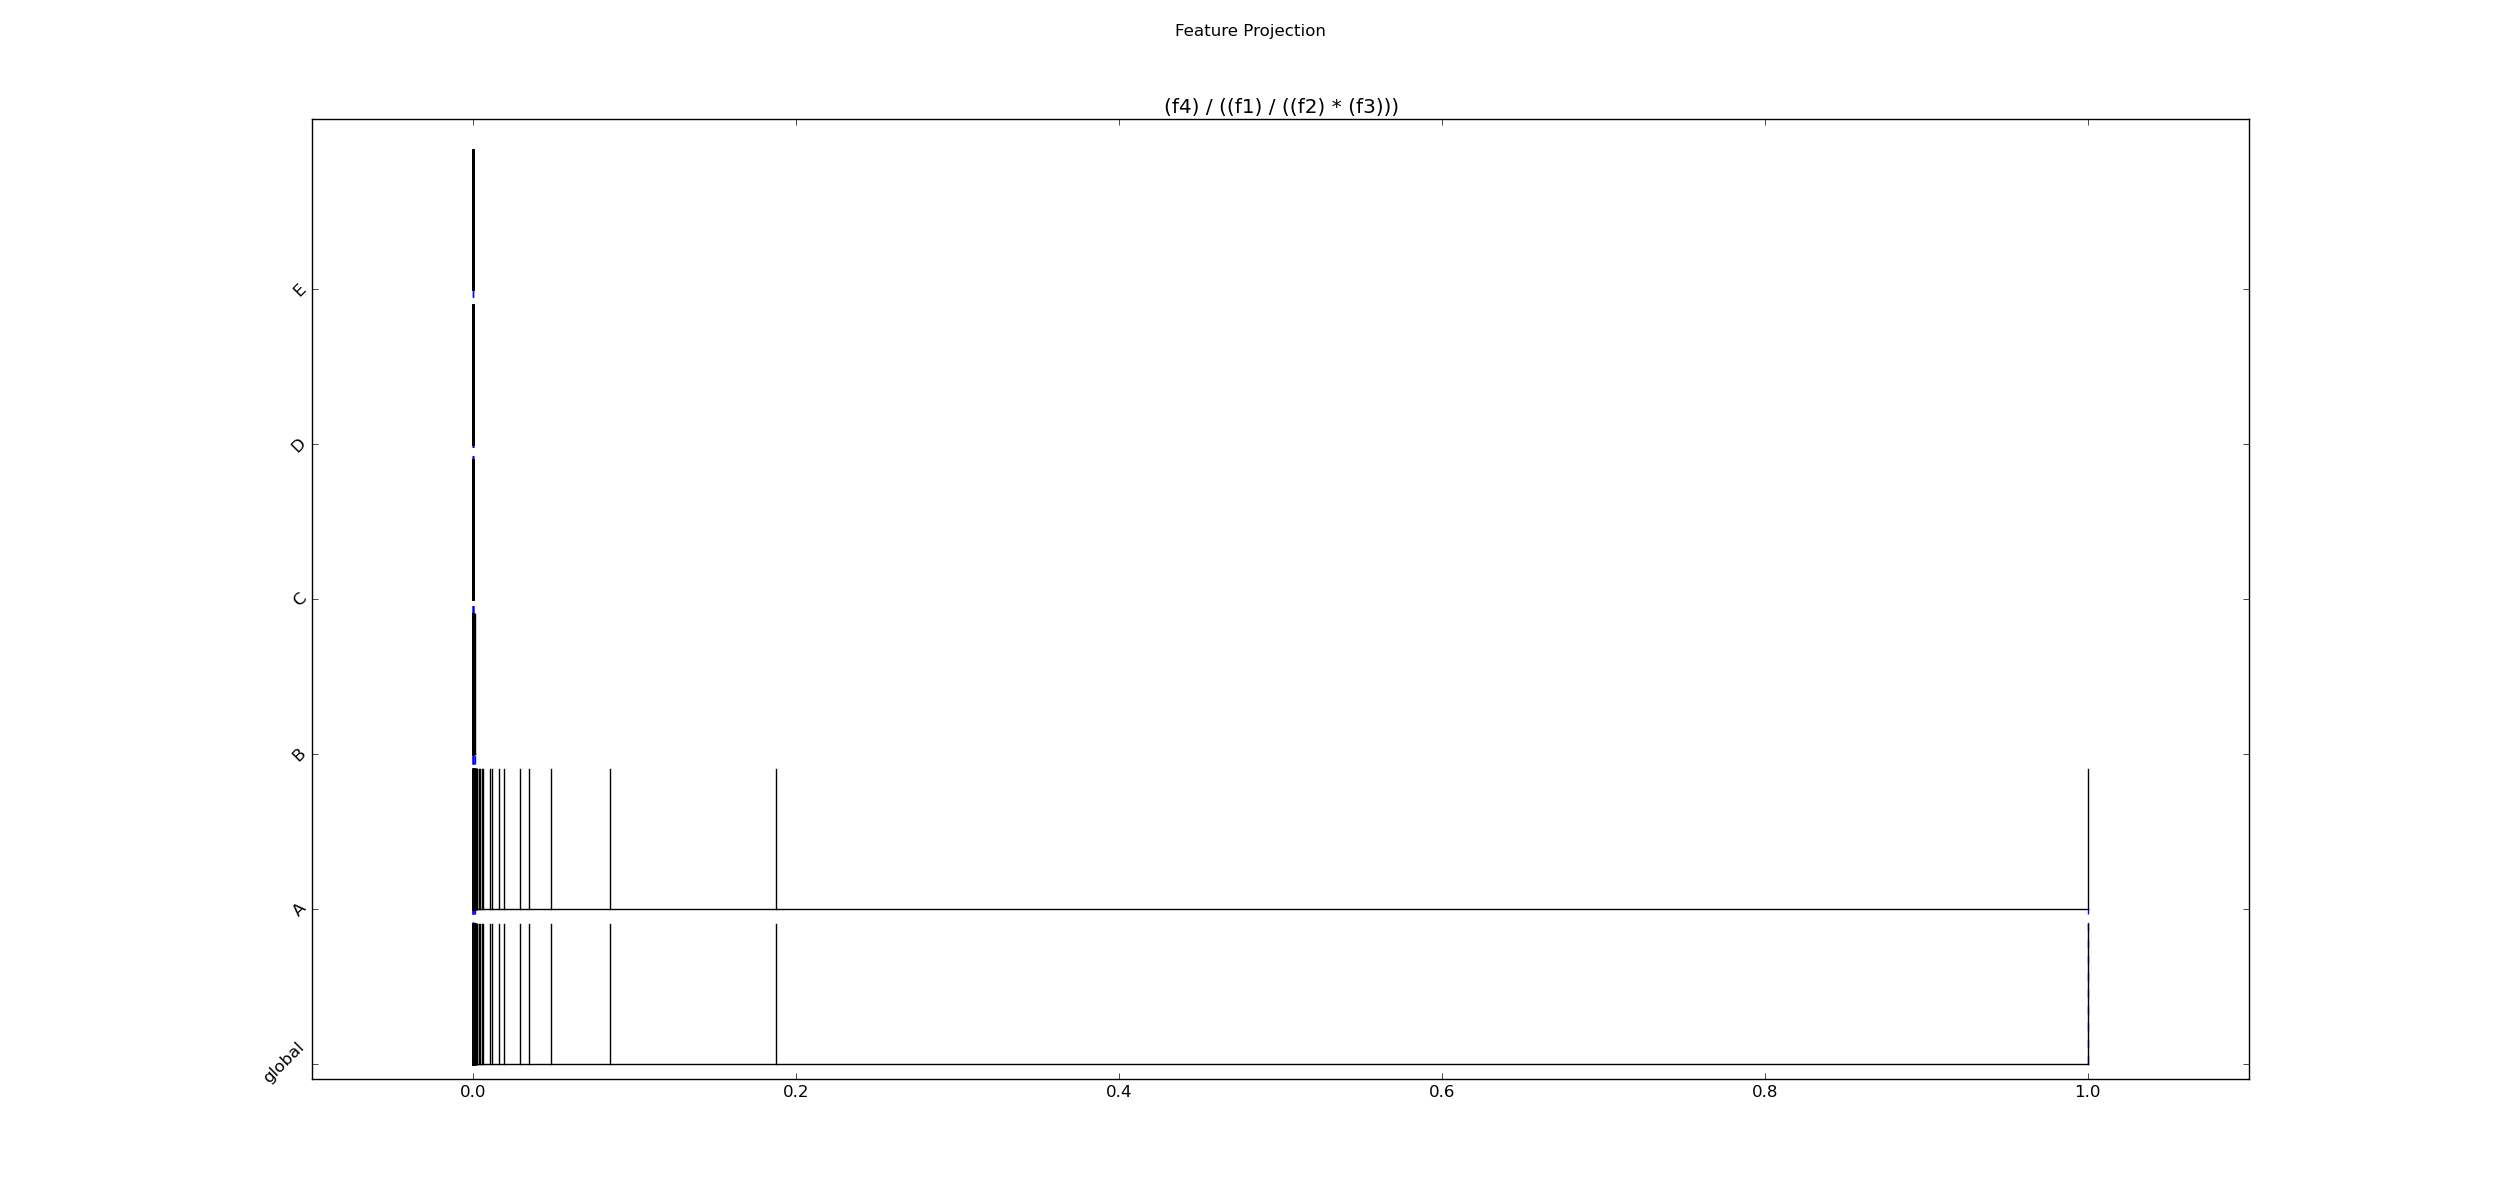 Feature Projection
(f4) / ((f1) / ((f2) * (f3)))
E
D
C
B
A
global
0.0 0.2 0.4 0.6 0.8 1.0